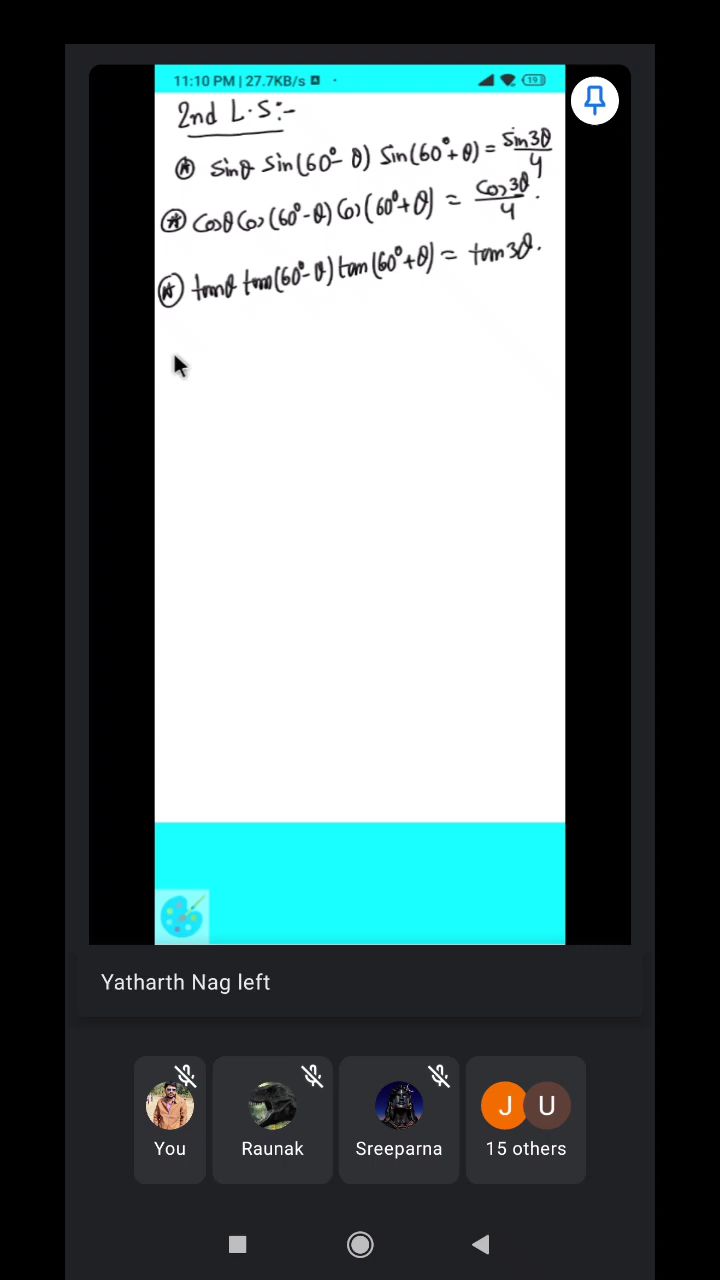 11:10 PM | 27.7KB/s
19
2nd L.S:-
sinθ sin(60°-θ) sin(60°+θ) = sin3θ/4
cosθ cos(60°-θ) cos(60°+θ) = cos3θ/4.
tanθ tan(60°-θ) tan(60°+θ) = tan3θ.
Yatharth Nag left
J U
You Raunak Sreeparna 15 others